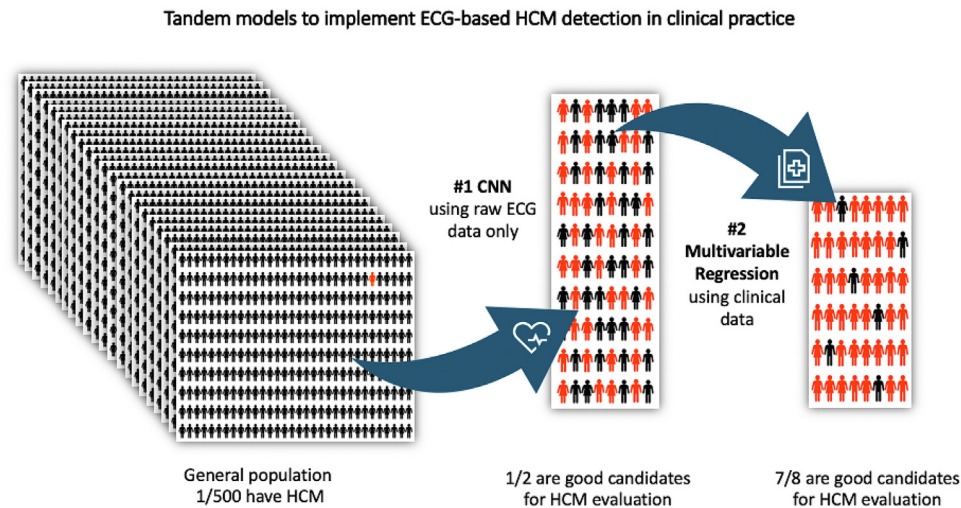 Tandem models to implement ECG-based HCM detection in clinical practice
#1 CNN
using raw ECG
data only
#2
Multivariable
Regression
using clinical
data
General population
1/500 have HCM
1/2 are good candidates
for HCM evaluation
7/8 are good candidates
for HCM evaluation